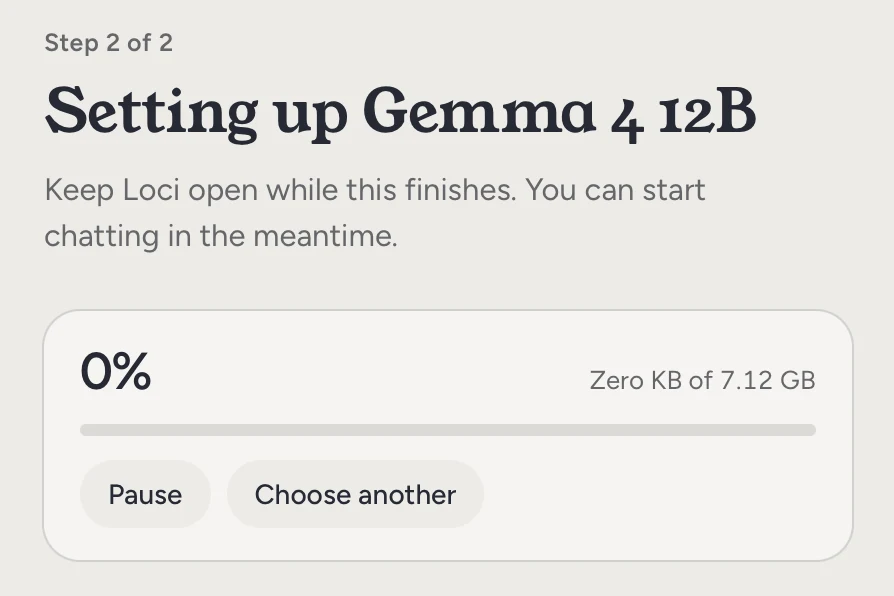 Step 2 of 2
Setting up Gemma 4 12B
Keep Loci open while this finishes. You can start
chatting in the meantime.
0%
Zero KB of 7.12 GB
Pause
Choose another